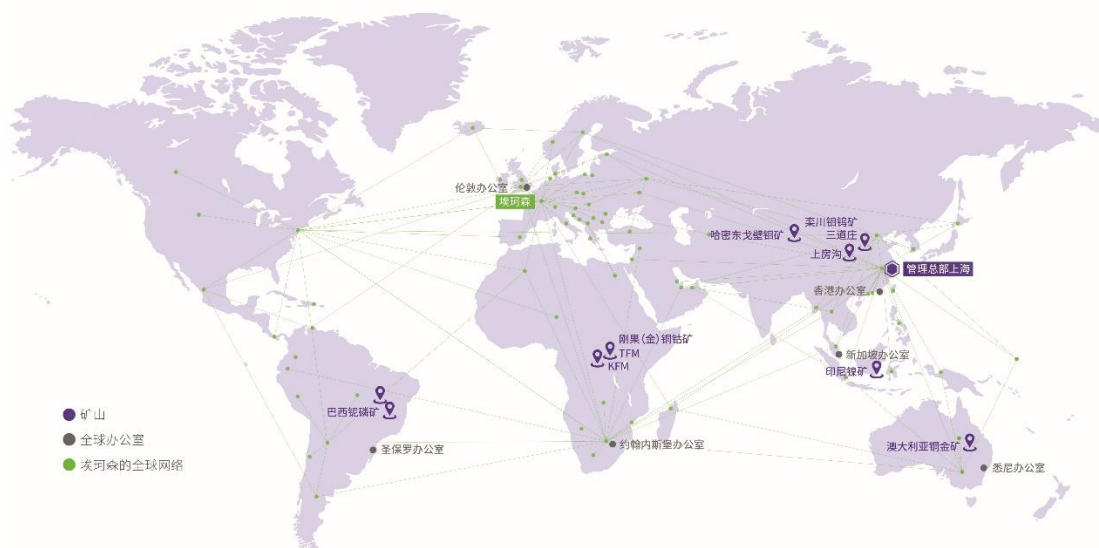 伦敦办公室
埃珂森
栾川钼钨矿
三道庄
哈密东戈壁钼矿
上房沟
管理总部上海
香港办公室
刚果(金)铜钴矿
TFM
KFM
新加坡办公室
印尼镍矿
巴西铌磷矿
矿山
全球办公室
埃珂森的全球网络
圣保罗办公室
约翰内斯堡办公室
澳大利亚铜金矿
悉尼办公室